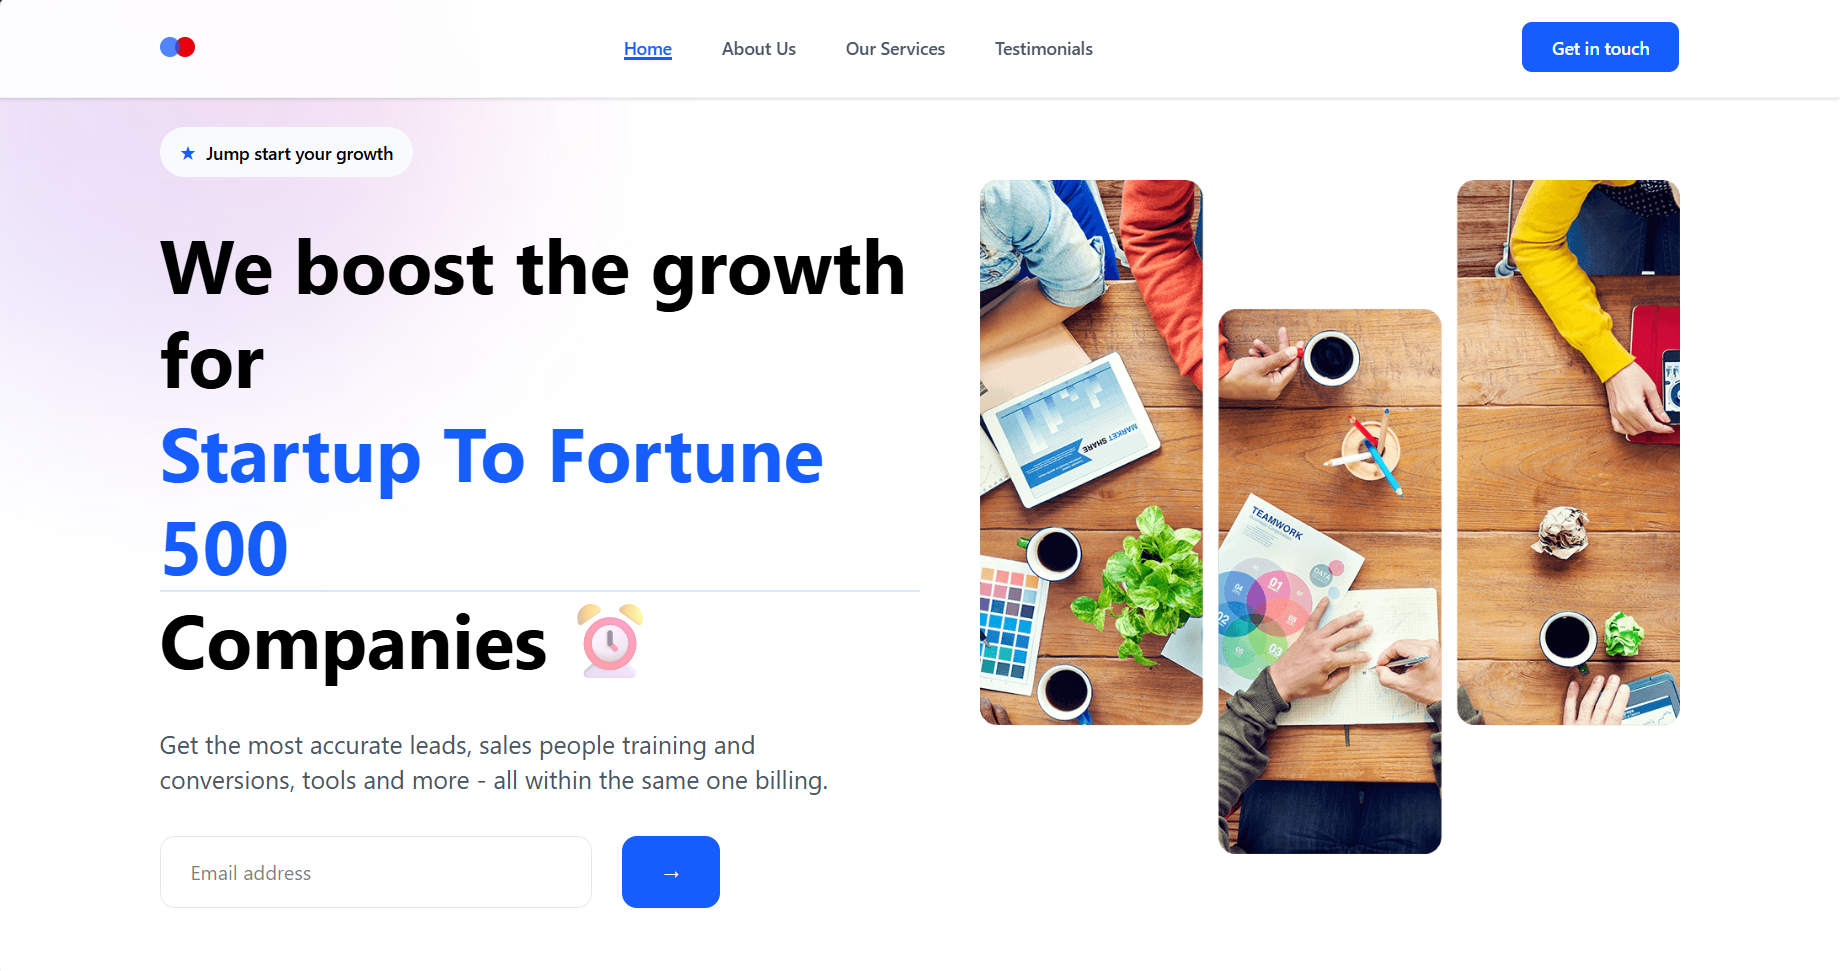 Home
About Us
Our Services
Testimonials
Get in touch
★ Jump start your growth
We boost the growth
for
Startup To Fortune
500
Companies
Get the most accurate leads, sales people training and
conversions, tools and more - all within the same one billing.
Email address
→
MARKET SHARE
TEAMWORK
DATA
01
02
03
04
05
05